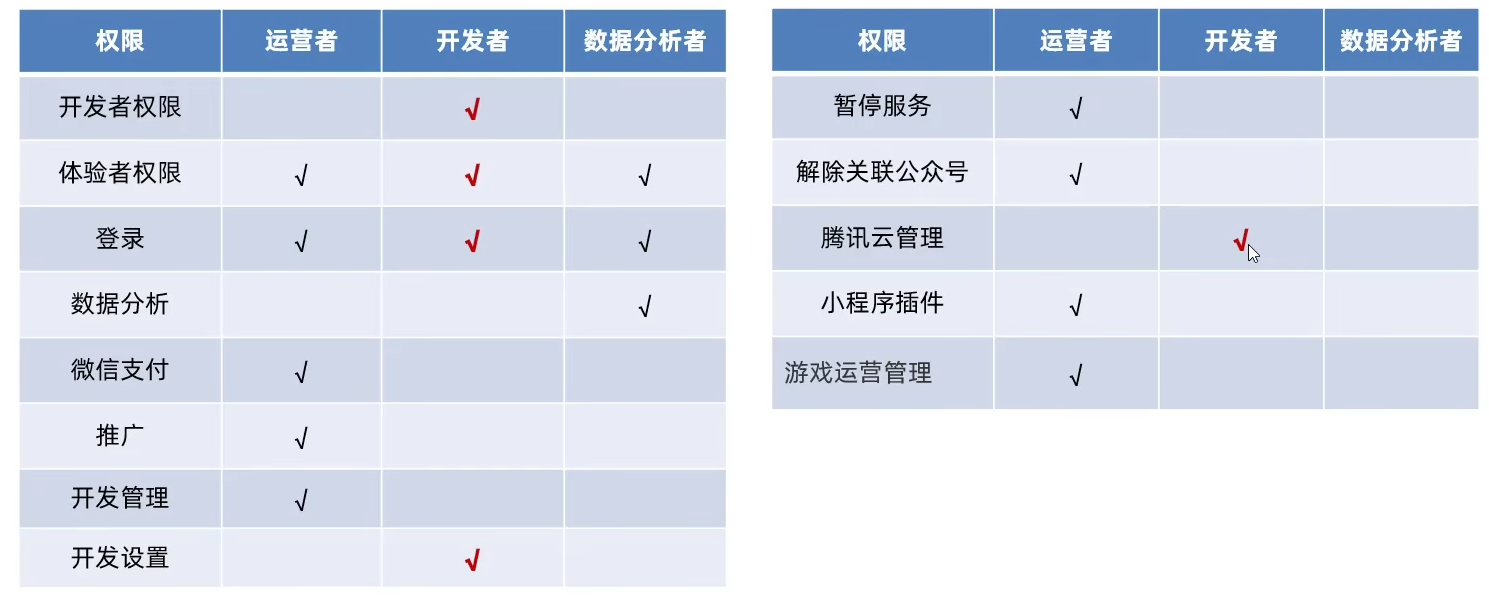 权限 运营者 开发者 数据分析者
开发者权限 √
体验者权限 √ √ √
登录 √ √ √
数据分析 √
微信支付 √
推广 √
开发管理 √
开发设置 √
权限 运营者 开发者 数据分析者
暂停服务 √
解除关联公众号 √
腾讯云管理 √
小程序插件 √
游戏运营管理 √